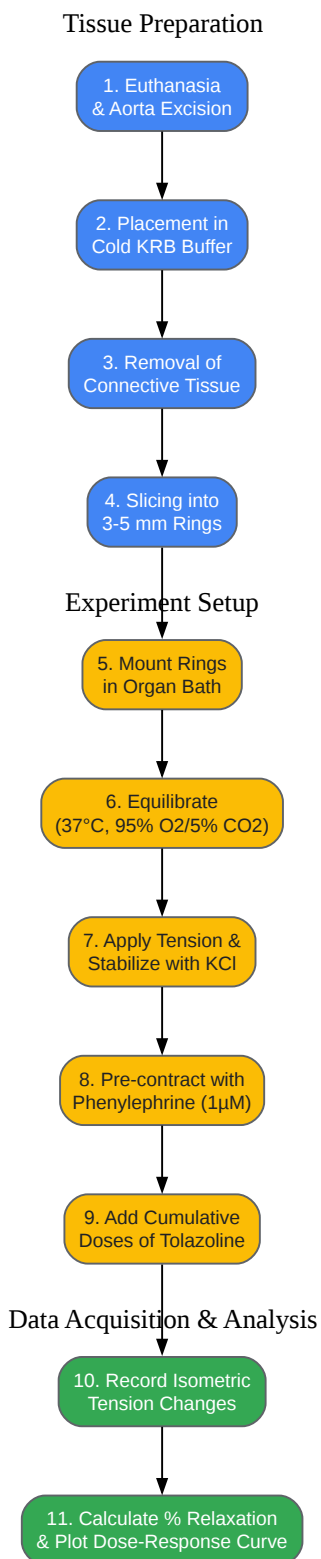 Tissue Preparation
1. Euthanasia
& Aorta Excision
2. Placement in
Cold KRB Buffer
3. Removal of
Connective Tissue
4. Slicing into
3-5 mm Rings
Experiment Setup
5. Mount Rings
in Organ Bath
6. Equilibrate
(37°C, 95% O2/5% CO2)
7. Apply Tension &
Stabilize with KCl
8. Pre-contract with
Phenylephrine (1µM)
9. Add Cumulative
Doses of Tolazoline
Data Acquisition & Analysis
10. Record Isometric
Tension Changes
11. Calculate % Relaxation
& Plot Dose-Response Curve